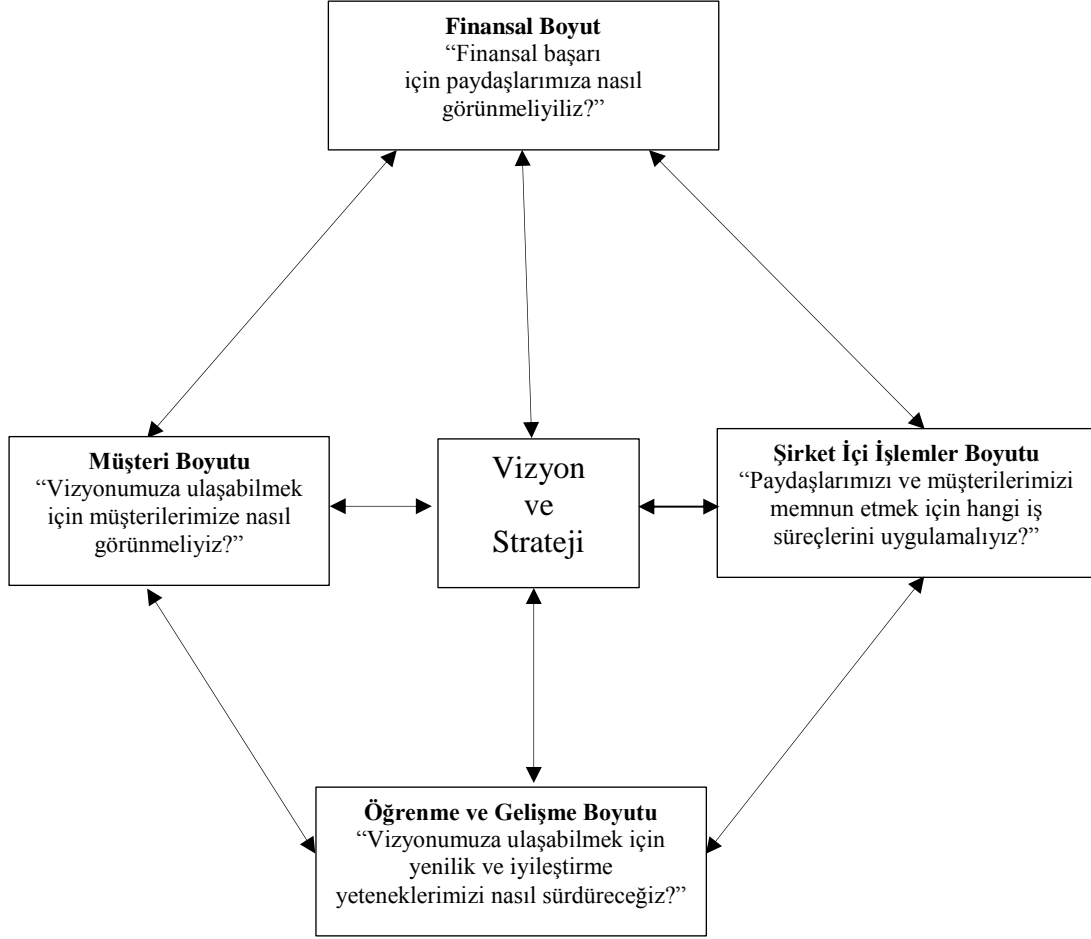 Finansal Boyut
“Finansal başarı
için paydaşlarımıza nasıl
görünmeliyiliz?”
Müşteri Boyutu
“Vizyonumuza ulaşabilmek
için müşterilerimize nasıl
görünmeliyiz?”
Vizyon
ve
Strateji
Şirket İçi İşlemler Boyutu
“Paydaşlarımızı ve müşterilerimizi
memnun etmek için hangi iş
süreçlerini uygulamalıyız?”
Öğrenme ve Gelişme Boyutu
“Vizyonumuza ulaşabilmek için
yenilik ve iyileştirme
yeteneklerimizi nasıl sürdüreceğiz?”